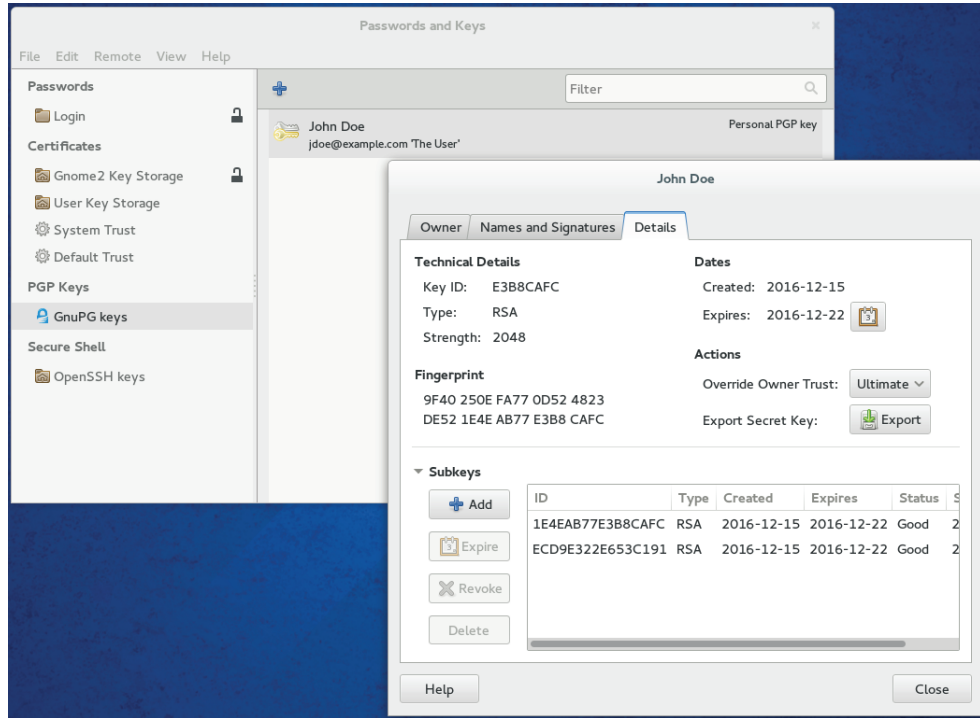 Passwords and Keys
File Edit Remote View Help
Passwords
Login
Certificates
Gnome2 Key Storage
User Key Storage
System Trust
Default Trust
PGP Keys
GnuPG keys
Secure Shell
OpenSSH keys
Filter
John Doe
Personal PGP key
jdoe@example.com 'The User'
John Doe
Owner Names and Signatures Details
Technical Details
Key ID: E3B8CAFC
Type: RSA
Strength: 2048
Fingerprint
9F40 250E FA77 0D52 4823
DE52 1E4E AB77 E3B8 CAFC
Dates
Created: 2016-12-15
Expires: 2016-12-22
Actions
Override Owner Trust: Ultimate
Export Secret Key: Export
Subkeys
Add
Expire
Revoke
Delete
ID Type Created Expires Status S
1E4EAB77E3B8CAFC RSA 2016-12-15 2016-12-22 Good 2
ECD9E322E653C191 RSA 2016-12-15 2016-12-22 Good 2
Help
Close